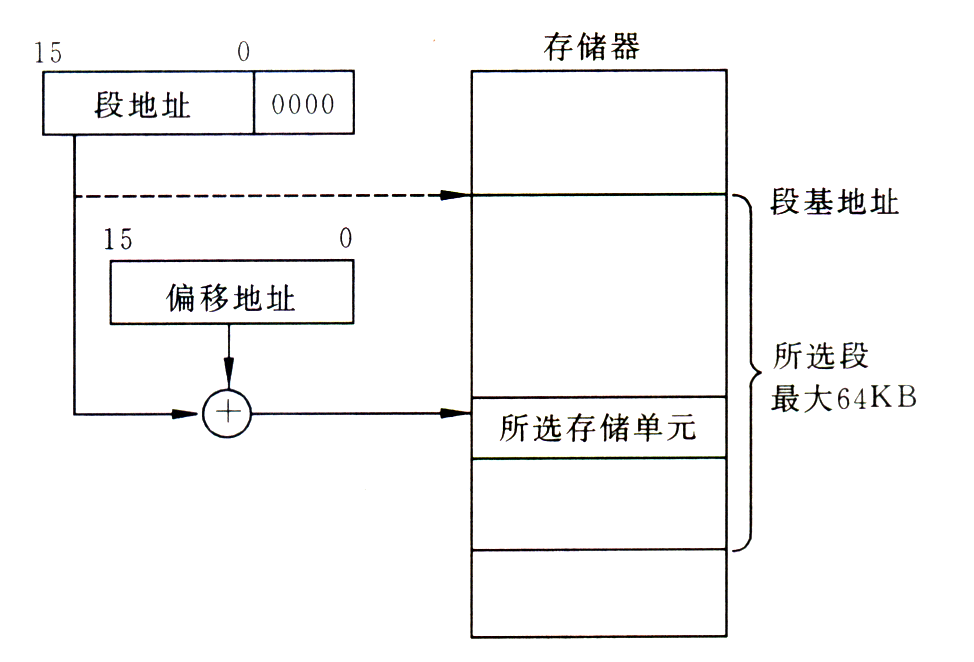 存储器
15 0
段地址 0000
段基地址
15 0
偏移地址
所选段
最大64KB
+
所选存储单元